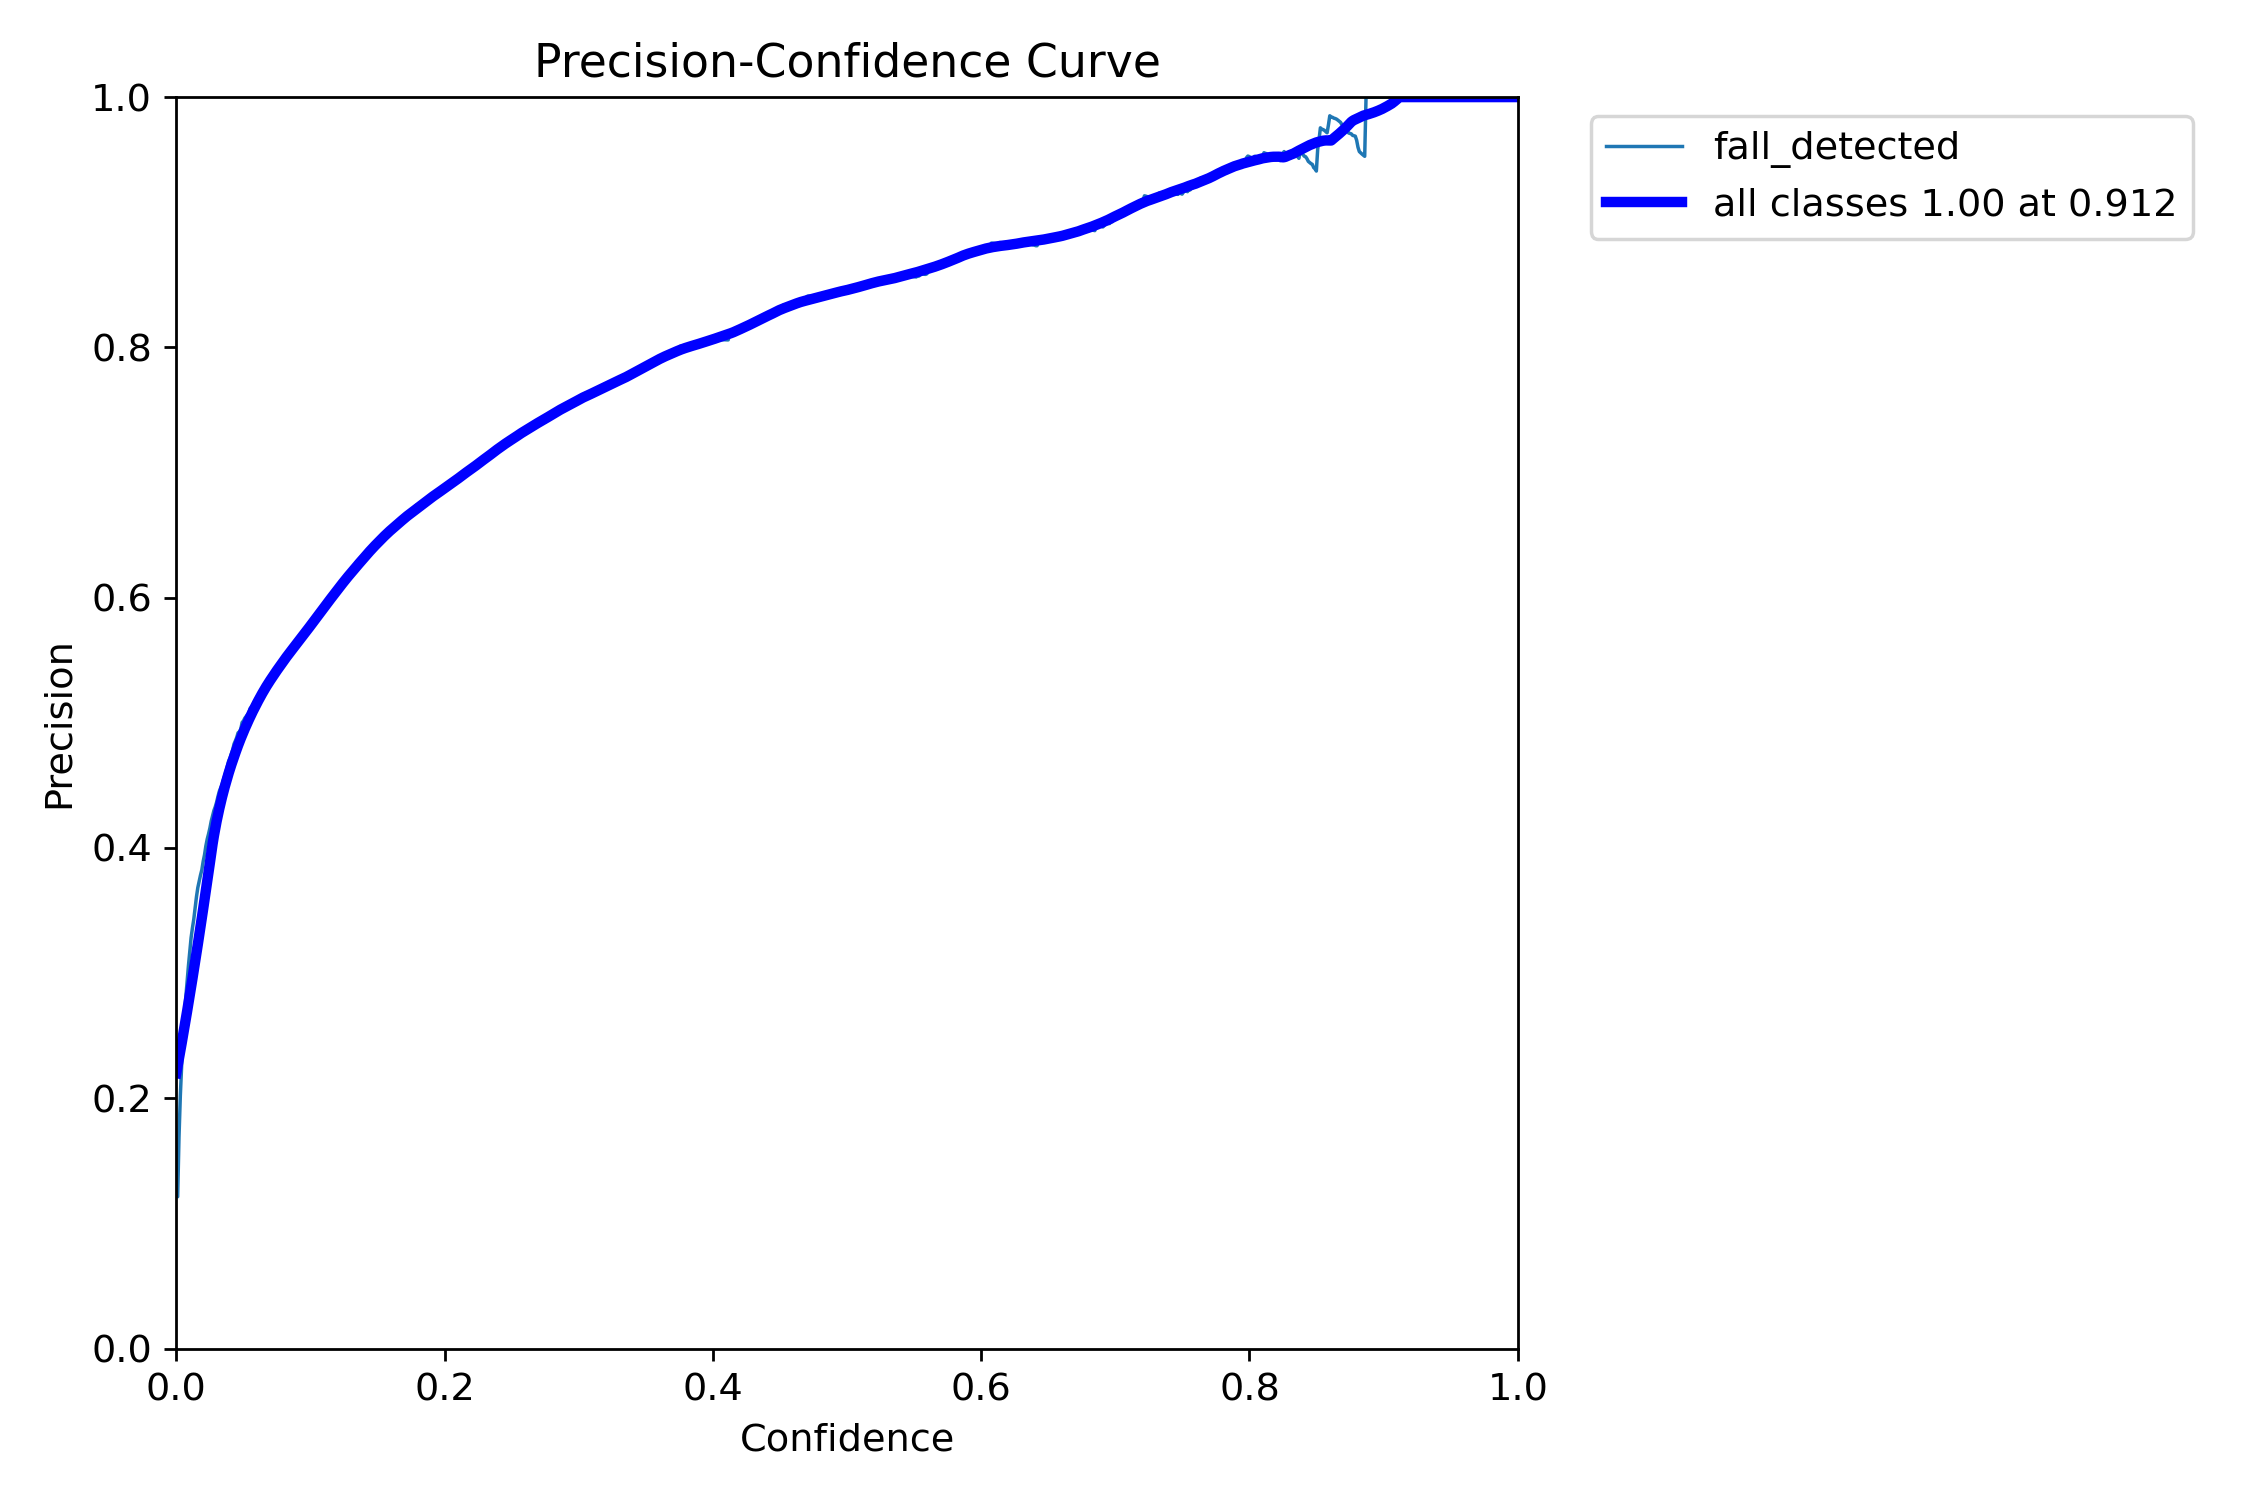 Precision-Confidence Curve
1.0
0.8
0.6
0.4
0.2
0.0
Precision
0.0 0.2 0.4 0.6 0.8 1.0
Confidence
fall_detected
all classes 1.00 at 0.912